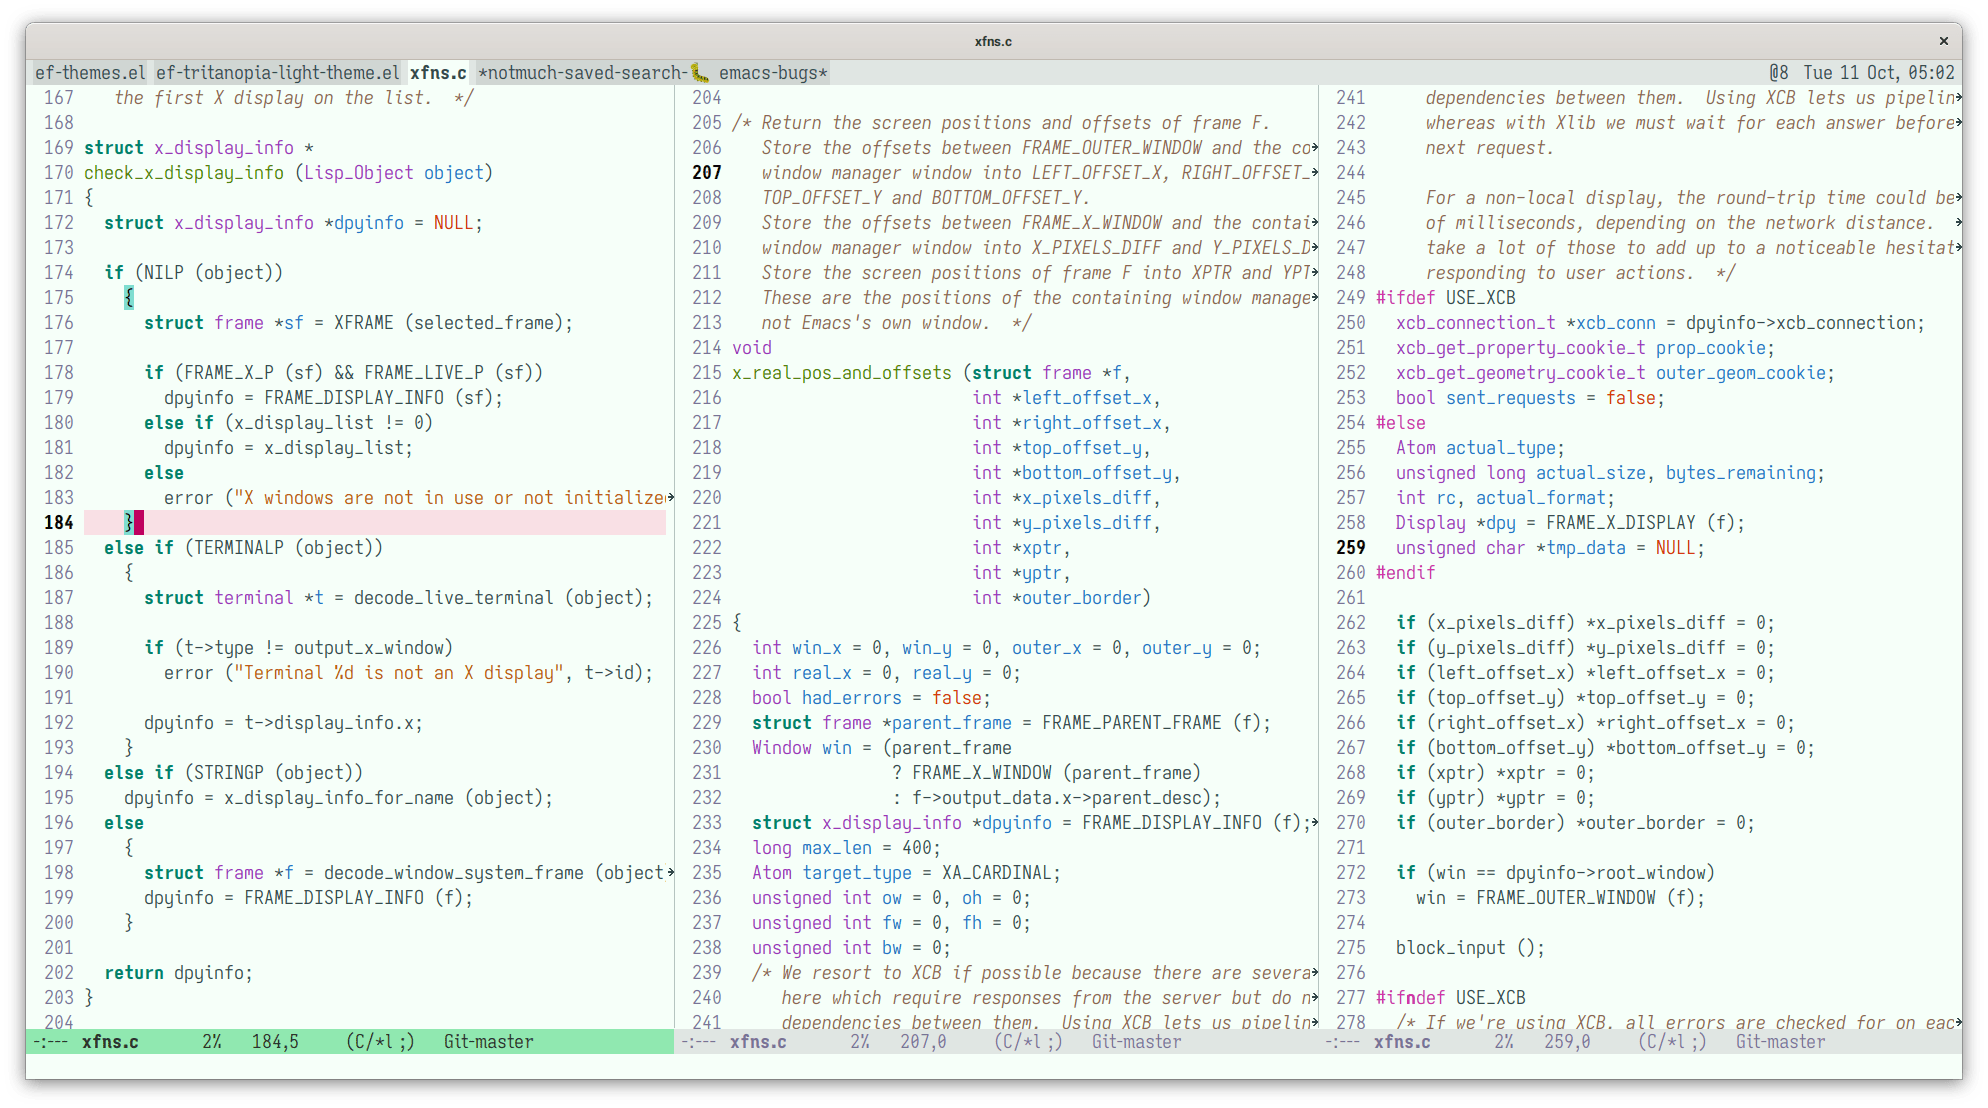 xfns.c ×
ef-themes.el ef-tritanopia-light-theme.el xfns.c *notmuch-saved-search-🐛 emacs-bugs* @8 Tue 11 Oct, 05:02
167    the first X display on the list.  */
168
169 struct x_display_info *
170 check_x_display_info (Lisp_Object object)
171 {
172   struct x_display_info *dpyinfo = NULL;
173
174   if (NILP (object))
175     {
176       struct frame *sf = XFRAME (selected_frame);
177
178       if (FRAME_X_P (sf) && FRAME_LIVE_P (sf))
179         dpyinfo = FRAME_DISPLAY_INFO (sf);
180       else if (x_display_list != 0)
181         dpyinfo = x_display_list;
182       else
183         error ("X windows are not in use or not initialize
184     }
185   else if (TERMINALP (object))
186     {
187       struct terminal *t = decode_live_terminal (object);
188
189       if (t->type != output_x_window)
190         error ("Terminal %d is not an X display", t->id);
191
192       dpyinfo = t->display_info.x;
193     }
194   else if (STRINGP (object))
195     dpyinfo = x_display_info_for_name (object);
196   else
197     {
198       struct frame *f = decode_window_system_frame (object
199       dpyinfo = FRAME_DISPLAY_INFO (f);
200     }
201
202   return dpyinfo;
203 }
204
-:--- xfns.c 2% 184,5 (C/*l ;) Git-master
204
205 /* Return the screen positions and offsets of frame F.
206    Store the offsets between FRAME_OUTER_WINDOW and the co
207    window manager window into LEFT_OFFSET_X, RIGHT_OFFSET_
208    TOP_OFFSET_Y and BOTTOM_OFFSET_Y.
209    Store the offsets between FRAME_X_WINDOW and the contai
210    window manager window into X_PIXELS_DIFF and Y_PIXELS_D
211    Store the screen positions of frame F into XPTR and YPT
212    These are the positions of the containing window manage
213    not Emacs's own window.  */
214 void
215 x_real_pos_and_offsets (struct frame *f,
216                         int *left_offset_x,
217                         int *right_offset_x,
218                         int *top_offset_y,
219                         int *bottom_offset_y,
220                         int *x_pixels_diff,
221                         int *y_pixels_diff,
222                         int *xptr,
223                         int *yptr,
224                         int *outer_border)
225 {
226   int win_x = 0, win_y = 0, outer_x = 0, outer_y = 0;
227   int real_x = 0, real_y = 0;
228   bool had_errors = false;
229   struct frame *parent_frame = FRAME_PARENT_FRAME (f);
230   Window win = (parent_frame
231                 ? FRAME_X_WINDOW (parent_frame)
232                 : f->output_data.x->parent_desc);
233   struct x_display_info *dpyinfo = FRAME_DISPLAY_INFO (f);
234   long max_len = 400;
235   Atom target_type = XA_CARDINAL;
236   unsigned int ow = 0, oh = 0;
237   unsigned int fw = 0, fh = 0;
238   unsigned int bw = 0;
239   /* We resort to XCB if possible because there are severa
240      here which require responses from the server but do n
241      dependencies between them.  Using XCB lets us pipelin
-:--- xfns.c 2% 207,0 (C/*l ;) Git-master
241      dependencies between them.  Using XCB lets us pipelin
242      whereas with Xlib we must wait for each answer before
243      next request.
244
245      For a non-local display, the round-trip time could be
246      of milliseconds, depending on the network distance.
247      take a lot of those to add up to a noticeable hesitat
248      responding to user actions.  */
249 #ifdef USE_XCB
250   xcb_connection_t *xcb_conn = dpyinfo->xcb_connection;
251   xcb_get_property_cookie_t prop_cookie;
252   xcb_get_geometry_cookie_t outer_geom_cookie;
253   bool sent_requests = false;
254 #else
255   Atom actual_type;
256   unsigned long actual_size, bytes_remaining;
257   int rc, actual_format;
258   Display *dpy = FRAME_X_DISPLAY (f);
259   unsigned char *tmp_data = NULL;
260 #endif
261
262   if (x_pixels_diff) *x_pixels_diff = 0;
263   if (y_pixels_diff) *y_pixels_diff = 0;
264   if (left_offset_x) *left_offset_x = 0;
265   if (top_offset_y) *top_offset_y = 0;
266   if (right_offset_x) *right_offset_x = 0;
267   if (bottom_offset_y) *bottom_offset_y = 0;
268   if (xptr) *xptr = 0;
269   if (yptr) *yptr = 0;
270   if (outer_border) *outer_border = 0;
271
272   if (win == dpyinfo->root_window)
273     win = FRAME_OUTER_WINDOW (f);
274
275   block_input ();
276
277 #ifndef USE_XCB
278   /* If we're using XCB, all errors are checked for on eac
-:--- xfns.c 2% 259,0 (C/*l ;) Git-master